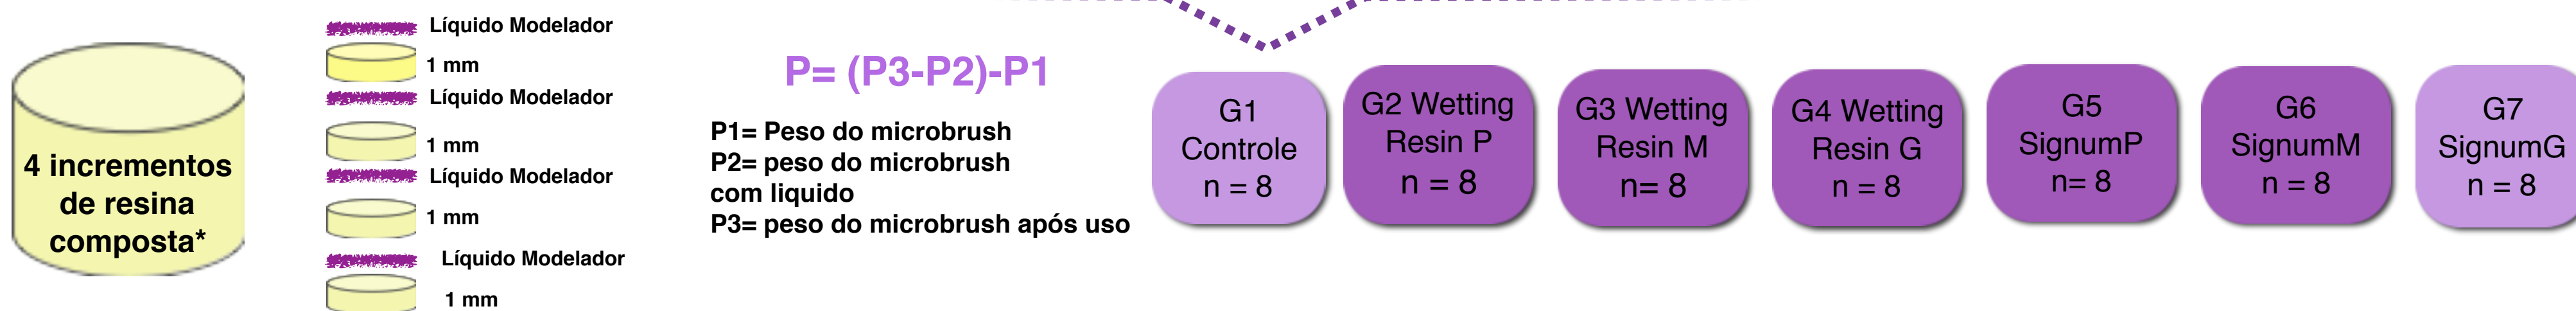 4 incrementos
de resina
composta*
Líquido Modelador
1 mm
Líquido Modelador
1 mm
Líquido Modelador
1 mm
Líquido Modelador
1 mm
P= (P3-P2)-P1
P1= Peso do microbrush
P2= peso do microbrush
com liquido
P3= peso do microbrush após uso
G1
Controle
n = 8
G2 Wetting
Resin P
n = 8
G3 Wetting
Resin M
n= 8
G4 Wetting
Resin G
n = 8
G5
SignumP
n= 8
G6
SignumM
n = 8
G7
SignumG
n = 8